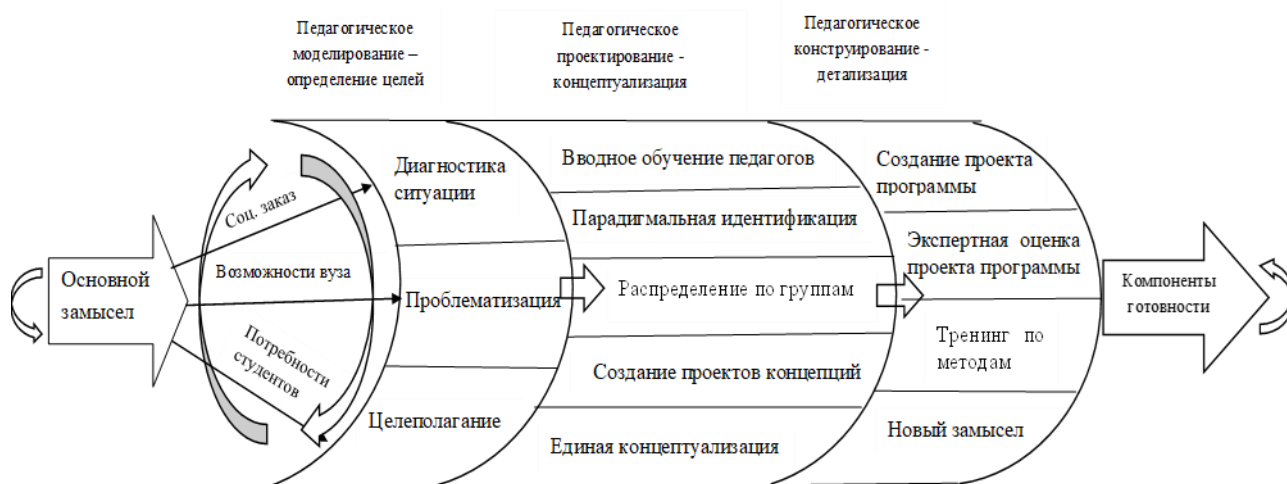 Педагогическое
моделирование –
определение целей
Педагогическое
проектирование -
концептуализация
Педагогическое
конструирование -
детализация
Основной
замысел
Соц. заказ
Возможности вуза
Потребности
студентов
Диагностика
ситуации
Проблематизация
Целеполагание
Вводное обучение педагогов
Парадигмальная идентификация
Распределение по группам
Создание проектов концепций
Единая концептуализация
Создание проекта
программы
Экспертная оценка
проекта программы
Тренинг по
методам
Новый замысел
Компоненты
готовности